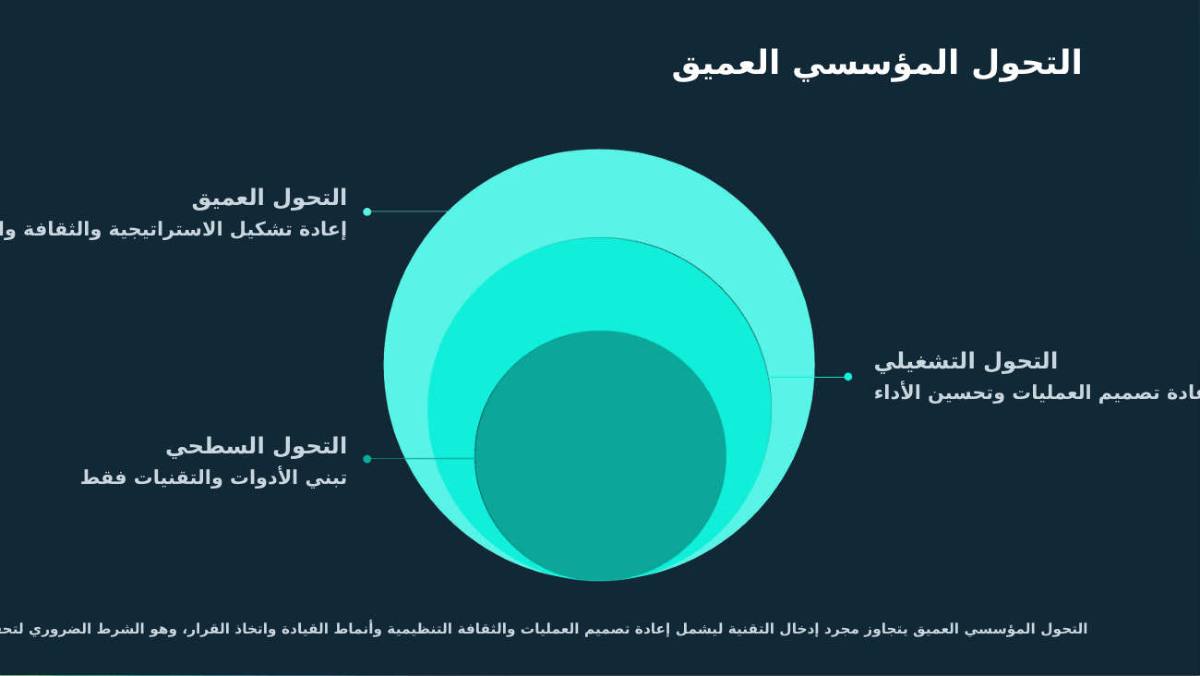 التحول المؤسسي العميق
التحول العميق
إعادة تشكيل الاستراتيجية والثقافة
التحول التشغيلي
تصميم العمليات وتحسين الأداء
التحول السطحي
تبني الأدوات والتقنيات فقط
التحول المؤسسي العميق يتجاوز مجرد إدخال التقنية ليشمل إعادة تصميم العمليات والثقافة التنظيمية وأنماط القيادة واتخاذ القرار، وهو الشرط الضروري